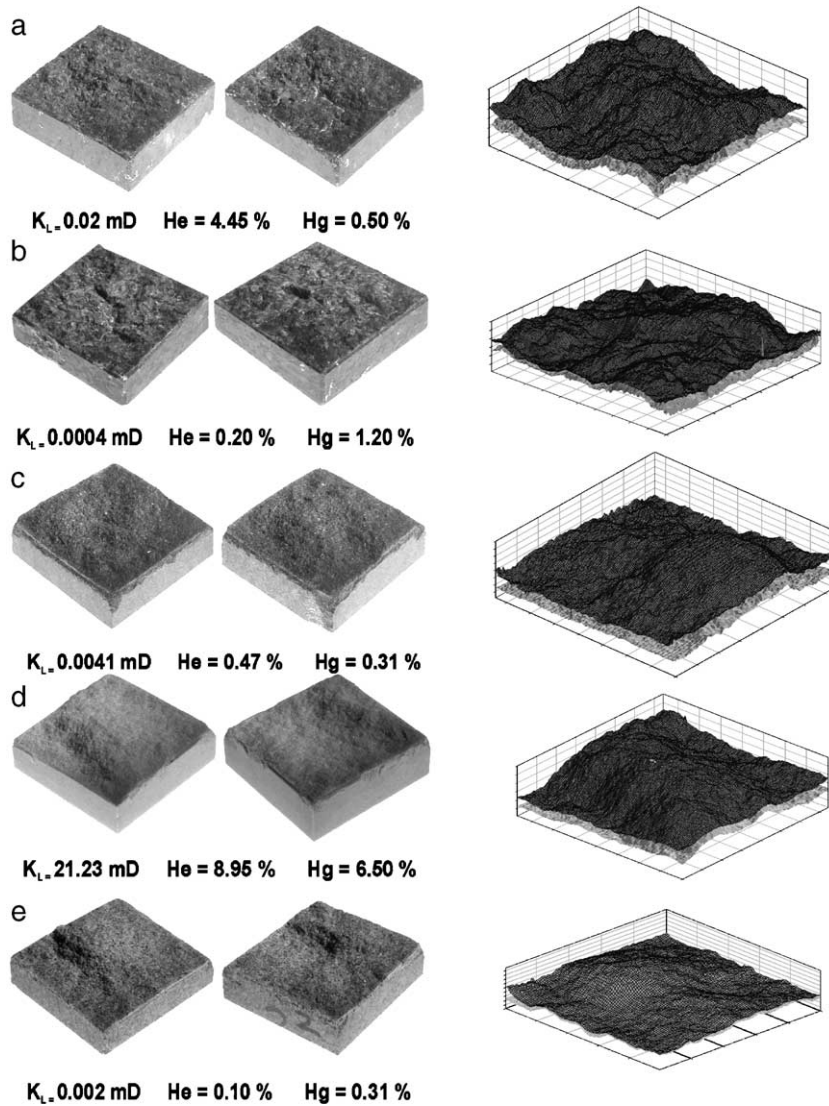 a
K_L= 0.02 mD He = 4.45 % Hg = 0.50 %
b
K_L= 0.0004 mD He = 0.20 % Hg = 1.20 %
c
K_L= 0.0041 mD He = 0.47 % Hg = 0.31 %
d
K_L= 21.23 mD He = 8.95 % Hg = 6.50 %
e
23
K_L= 0.002 mD He = 0.10 % Hg = 0.31 %